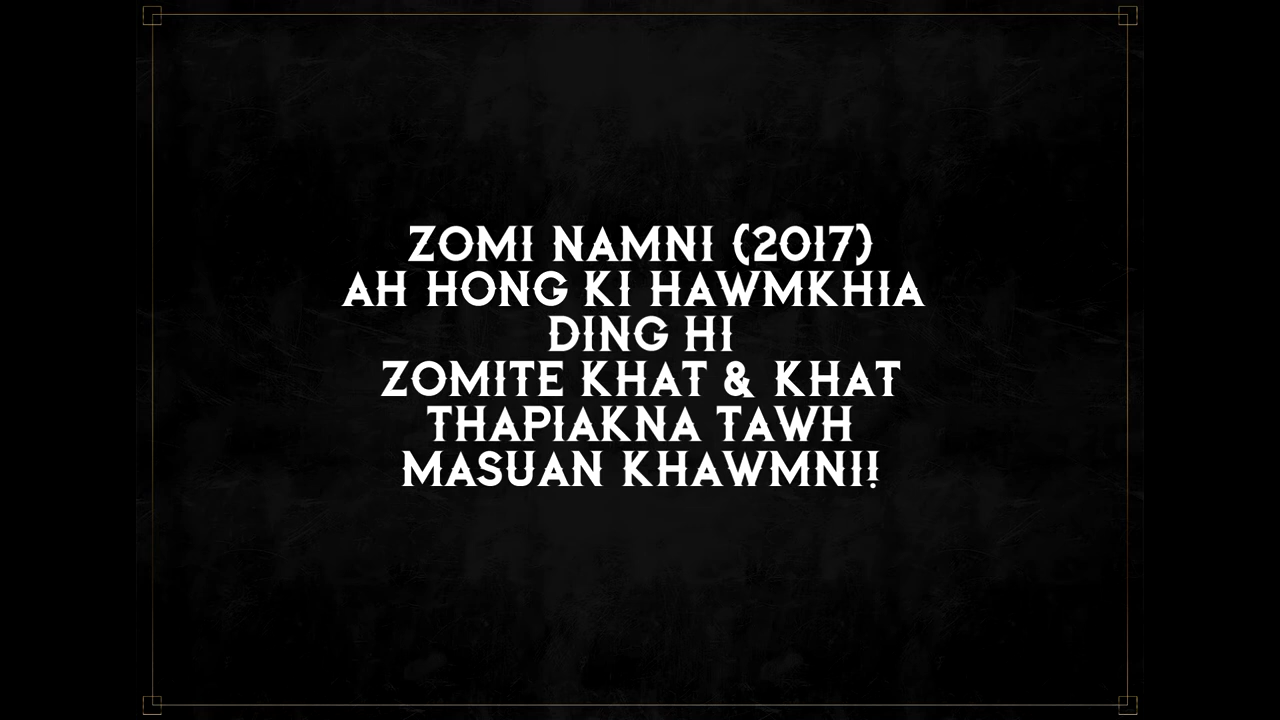 ZOMI NAMNI (2017)
AH HONG KI HAWMKHIA
DING HI
ZOMITE KHAT & KHAT
THAPIAKNA TAWH
MASUAN KHAWMNI!